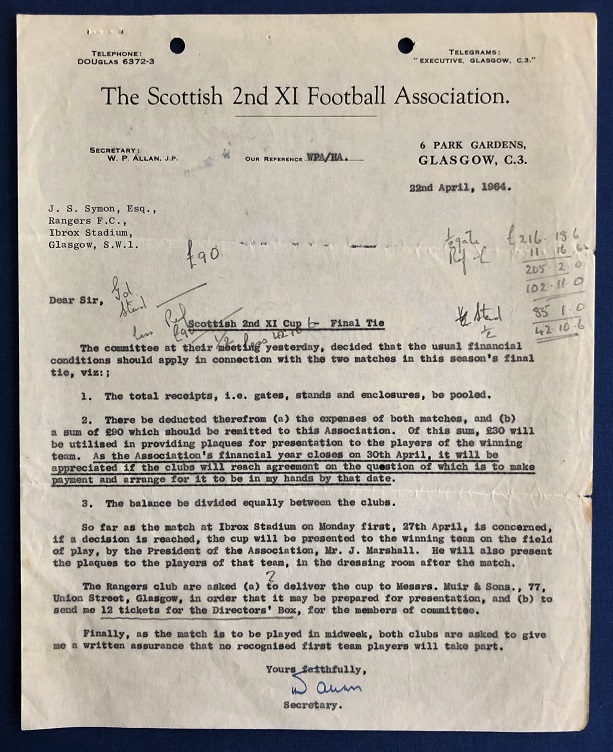 TELEPHONE:
DOUGLAS 6372-3
TELEGRAMS:
"EXECUTIVE, GLASGOW, C.3."
The Scottish 2nd XI Football Association.
SECRETARY:
W. P. ALLAN, J.P.
OUR REFERENCE WPA/HA.
6 PARK GARDENS,
GLASGOW, C.3.
22nd April, 1964.
J. S. Symon, Esq.,
Rangers F.C.,
Ibrox Stadium,
Glasgow, S.W.1.
£90
½ gate £216 18 6
Ref
205 2 0
102 11 0
½ Stand 85 1 0
½ 42 10 6
Stand
Less Ref
Dear Sir,
Scottish 2nd XI Cup - Final Tie
The committee at their meeting yesterday, decided that the usual financial
conditions should apply in connection with the two matches in this season's final
tie, viz:;
1. The total receipts, i.e. gates, stands and enclosures, be pooled.
2. There be deducted therefrom (a) the expenses of both matches, and (b)
a sum of £90 which should be remitted to this Association. Of this sum, £30 will
be utilised in providing plaques for presentation to the players of the winning
team. As the Association's financial year closes on 30th April, it will be
appreciated if the clubs will reach agreement on the question of which is to make
payment and arrange for it to be in my hands by that date.
3. The balance be divided equally between the clubs.
So far as the match at Ibrox Stadium on Monday first, 27th April, is concerned,
if a decision is reached, the cup will be presented to the winning team on the field
of play, by the President of the Association, Mr. J. Marshall. He will also present
the plaques to the players of that team, in the dressing room after the match.
?
The Rangers club are asked (a) to deliver the cup to Messrs. Muir & Sons., 77,
Union Street, Glasgow, in order that it may be prepared for presentation, and (b) to
send me 12 tickets for the Directors' Box, for the members of committee.
Finally, as the match is to be played in midweek, both clubs are asked to give
me a written assurance that no recognised first team players will take part.
Yours faithfully,
Secretary.